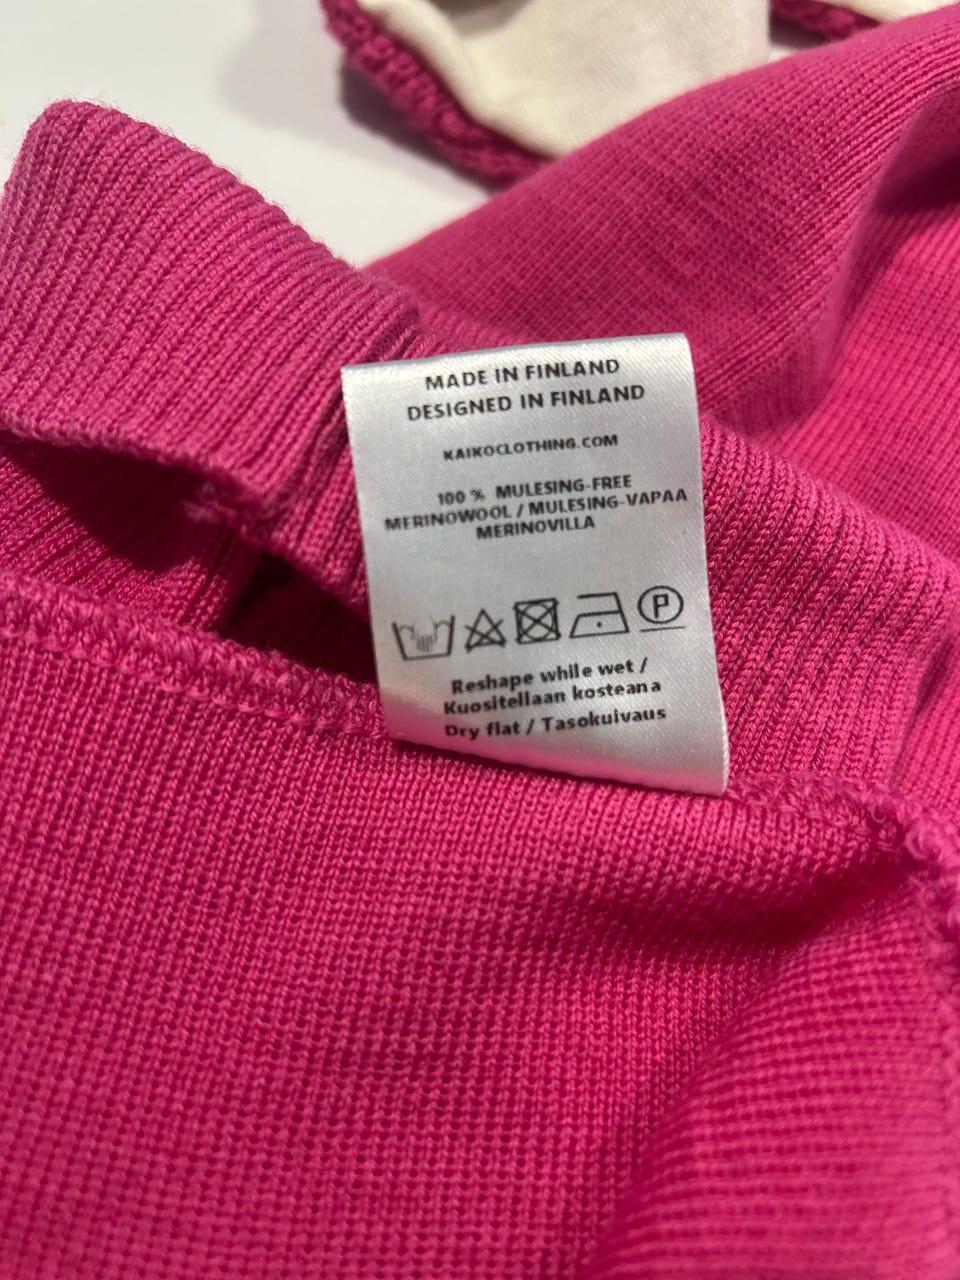 MADE IN FINLAND
DESIGNED IN FINLAND
KAIKOCLOTHING.COM
100 % MULESING-FREE
MERINOWOOL / MULESING-VAPAA
MERINOVILLA
P
Reshape while wet /
Kuositellaan kosteana
Dry flat / Tasokuivaus